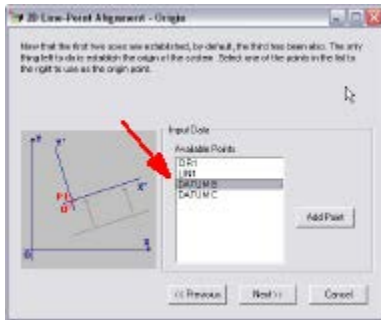 2D Line-Point Alignment - Origin
Now that the first two axes are established, by default, the third has been also. The only
thing left to do is establish the origin of the system. Select one of the points in the list to
the right to use as the origin point.
Input Data
Available Points
CIR1
LIN1
DATUM B
DATUM C
Add Point
<< Previous
Next >>
Cancel